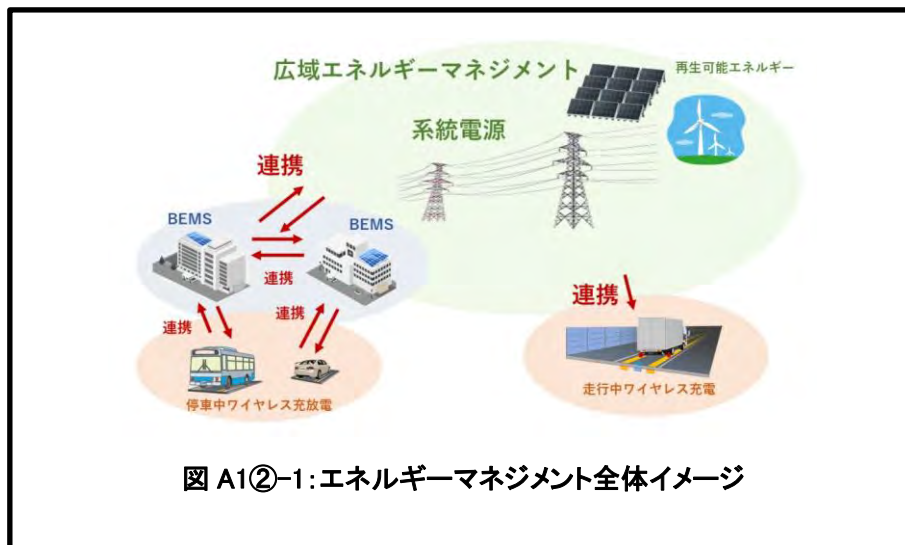 広域エネルギーマネジメント
再生可能エネルギー
系統電源
連携
BEMS
BEMS
連携
連携
連携
連携
停車中ワイヤレス充放電
走行中ワイヤレス充電
図 A1②-1:エネルギーマネジメント全体イメージ